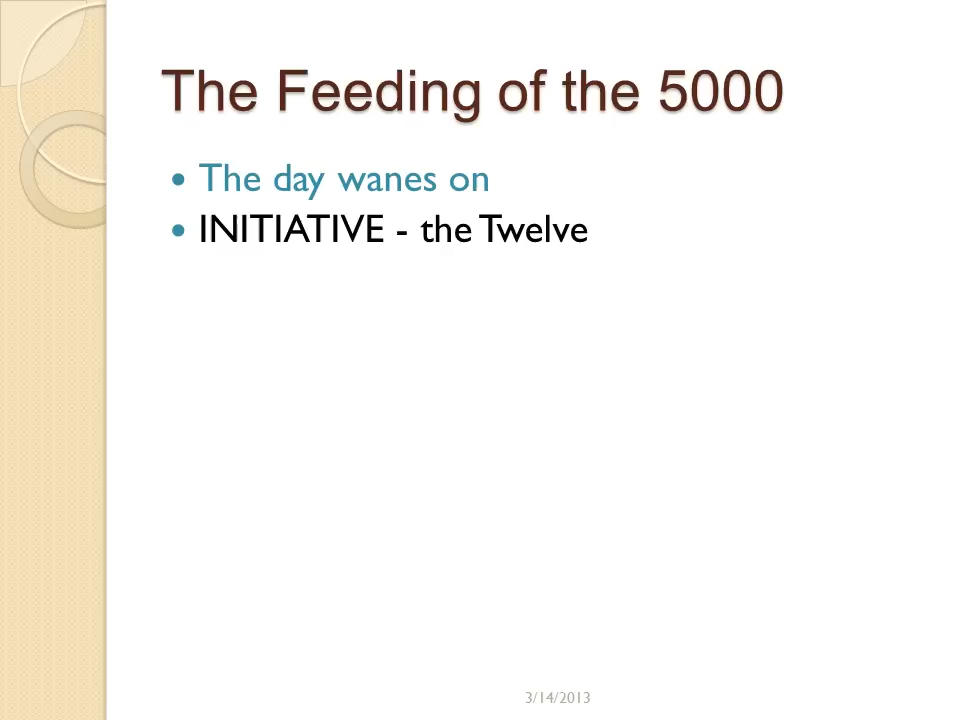 The Feeding of the 5000
• The day wanes on
• INITIATIVE - the Twelve
3/14/2013